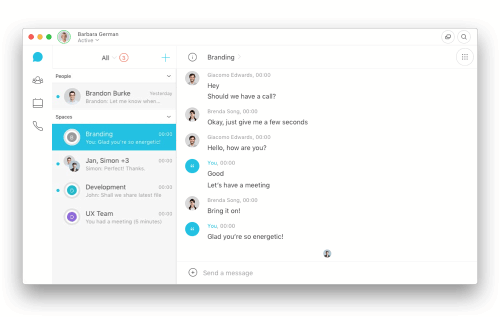 Barbara German
Active
All
Branding
People
Brandon Burke
Yesterday
Brandon: Let me know when...
Spaces
Branding
00:00
You: Glad you're so energetic!
Jan, Simon +3
00:00
Simon: Perfect! Thanks
Development
00:00
John: Shall we share latest file
UX Team
00:00
You had a meeting (5 minutes)
Giacomo Edwards, 00:00
Hey
Should we have a call?
Brenda Song, 00:00
Okay, just give me a few seconds
Giacomo Edwards, 00:00
Hello, how are you?
You, 00:00
Good
Let's have a meeting
Brenda Song, 00:00
Bring it on!
You, 00:00
Glad you're so energetic!
Send a message